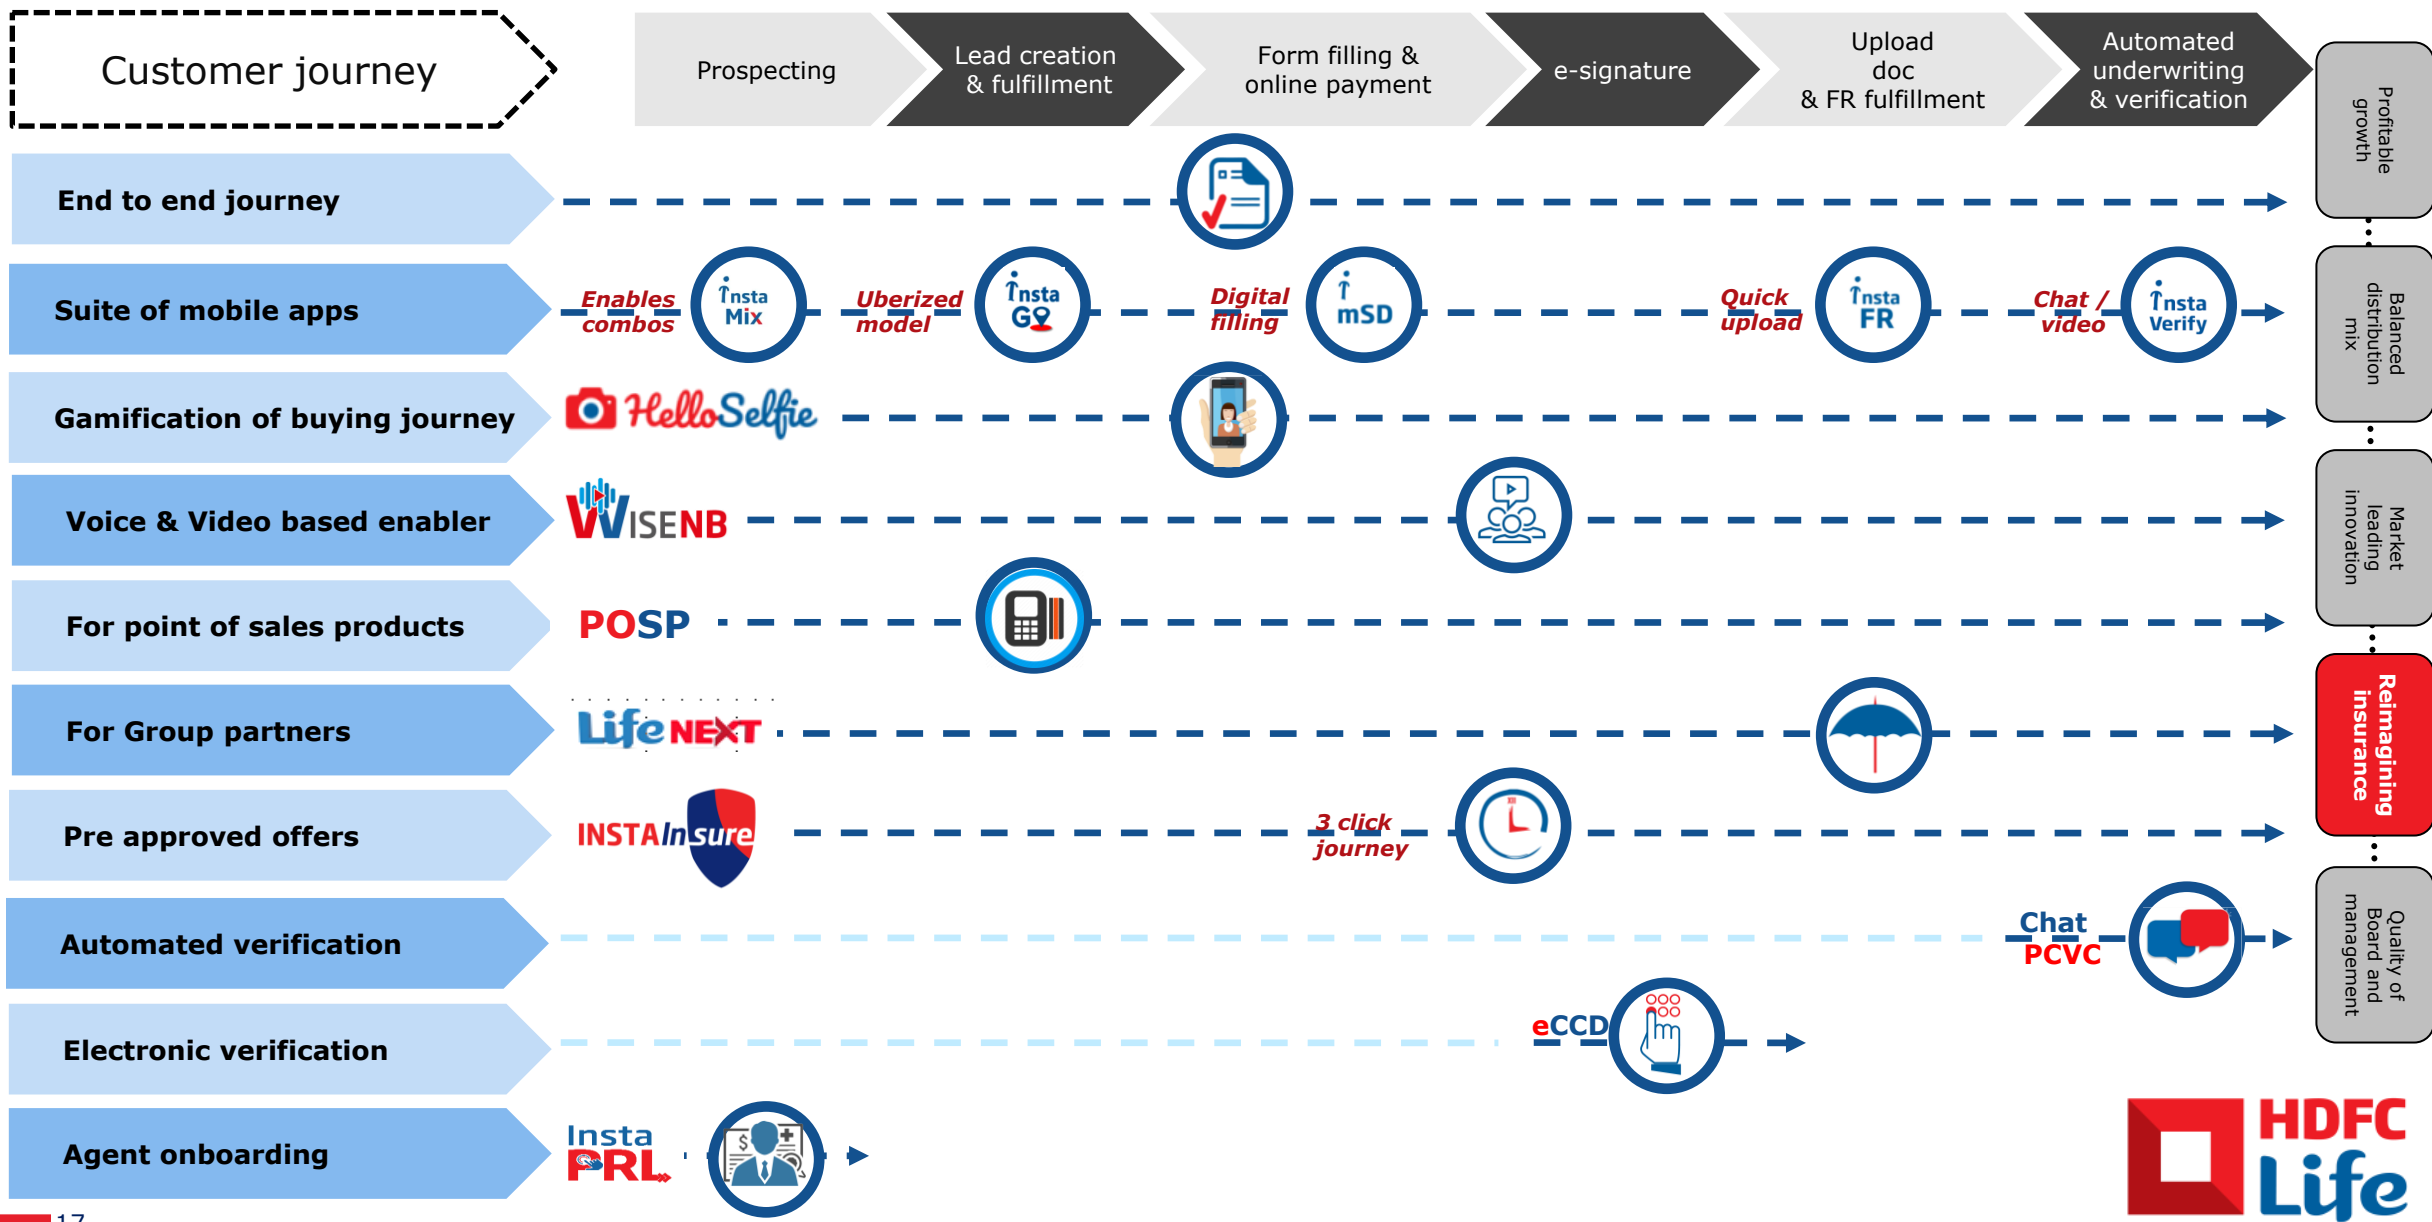 Customer journey
Prospecting
Lead creation
& fulfillment
Form filling &
online payment
e-signature
Upload
doc
& FR fulfillment
Automated
underwriting
& verification
End to end journey
Suite of mobile apps
Enables
combos
insta
Mix
Uberized
model
insta
GO
Digital
filling
i
mSD
Quick
upload
insta
FR
Chat /
video
insta
Verify
Gamification of buying journey
HelloSelfie
Voice & Video based enabler
WISENB
For point of sales products
POSP
For Group partners
Life NEXT
Pre approved offers
INSTAInsure
3 click
journey
XII
Automated verification
Chat
PCVC
Electronic verification
eCCD
Agent onboarding
Insta
PRL
$
Profitable
growth
Balanced
distribution
mix
Market
leading
innovation
Reimagining
insurance
Quality of
Board and
management
HDFC
Life
17